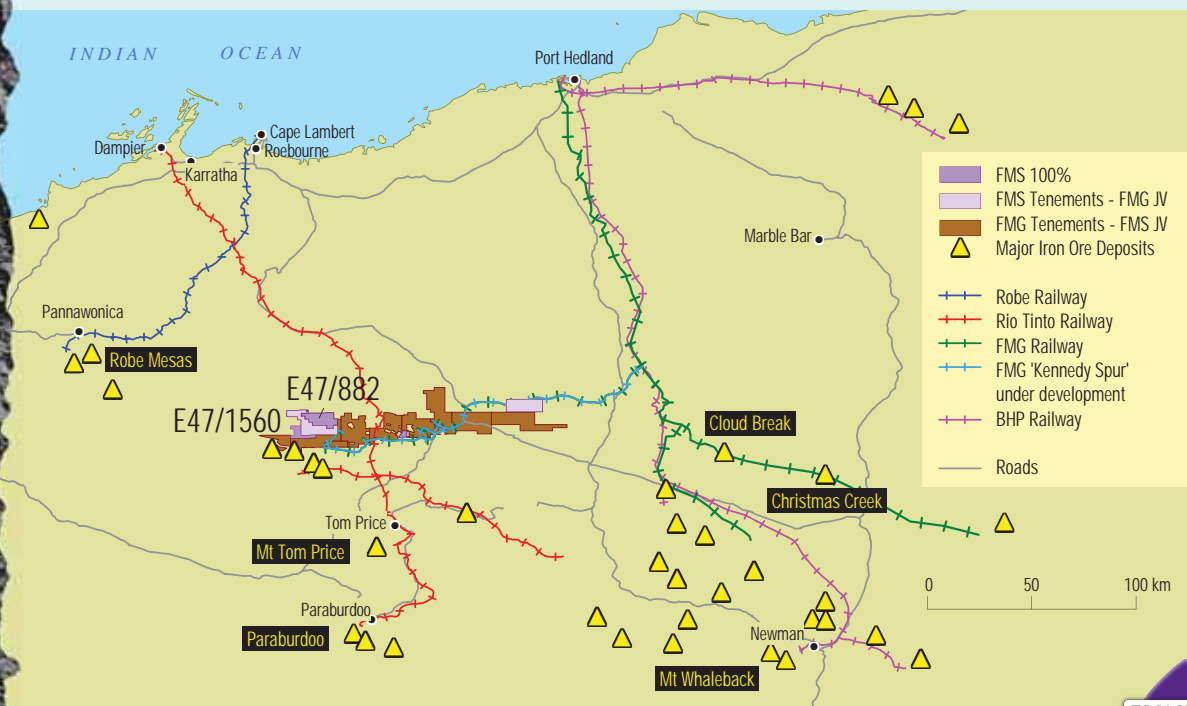 INDIAN OCEAN
Port Hedland
Cape Lambert
Dampier
Roebourne
Karratha
FMS 100%
FMS Tenements - FMG JV
FMG Tenements - FMS JV
Major Iron Ore Deposits
Marble Bar
Robe Railway
Pannawonica
Rio Tinto Railway
FMG Railway
Robe Mesas
FMG 'Kennedy Spur'
under development
E47/882
E47/1560
BHP Railway
Cloud Break
Roads
Christmas Creek
Tom Price
Mt Tom Price
0 50 100 km
Paraburdoo
Paraburdoo
Newman
Mt Whaleback